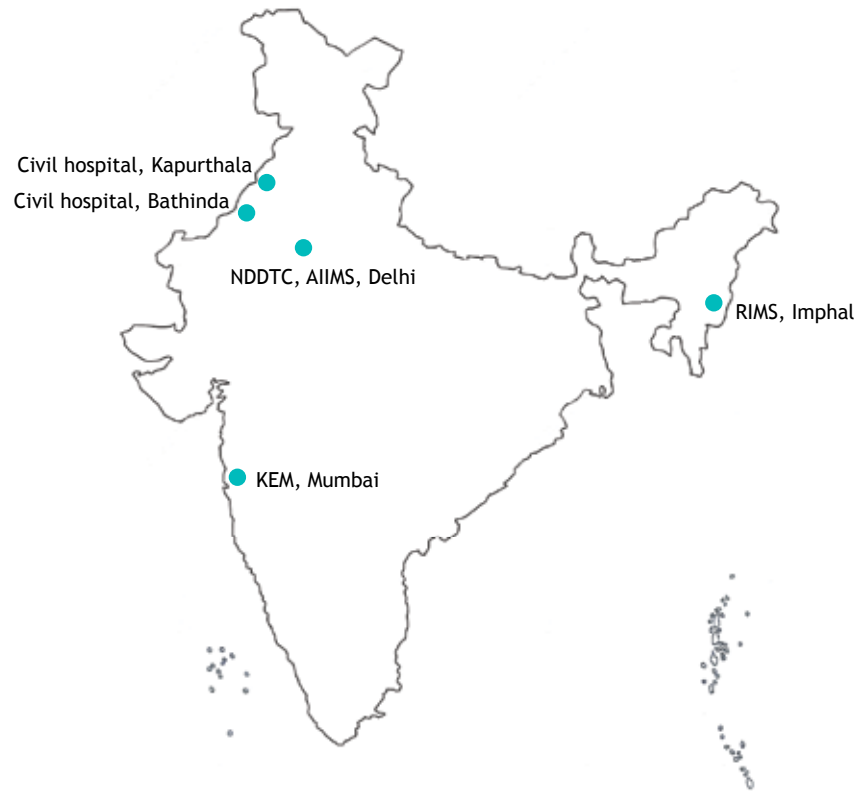 Civil hospital, Kapurthala
Civil hospital, Bathinda
NDDTC, AIIMS, Delhi
RIMS, Imphal
KEM, Mumbai